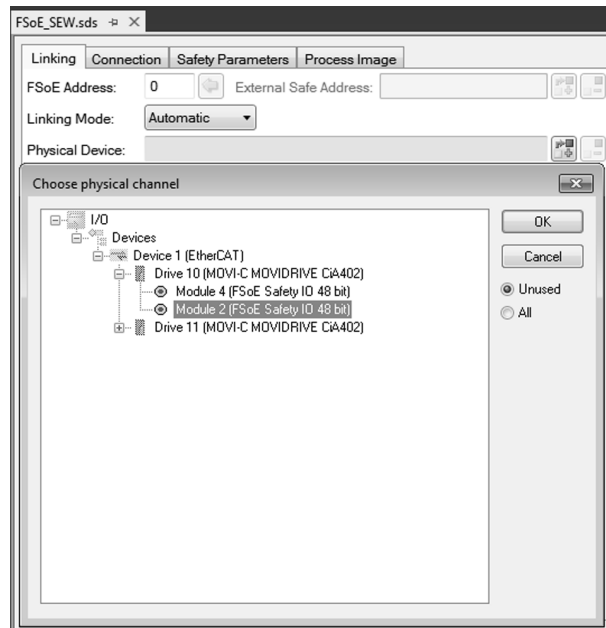 FSoE_SEW.sds
Linking Connection Safety Parameters Process Image
FSoE Address: 0 External Safe Address:
Linking Mode: Automatic
Physical Device:
Choose physical channel
I/O
Devices
Device 1 (EtherCAT)
Drive 10 (MOVI-C MOVIDRIVE CiA402)
Module 4 (FSoE Safety IO 48 bit)
Module 2 (FSoE Safety IO 48 bit)
Drive 11 (MOVI-C MOVIDRIVE CiA402)
OK
Cancel
Unused
All